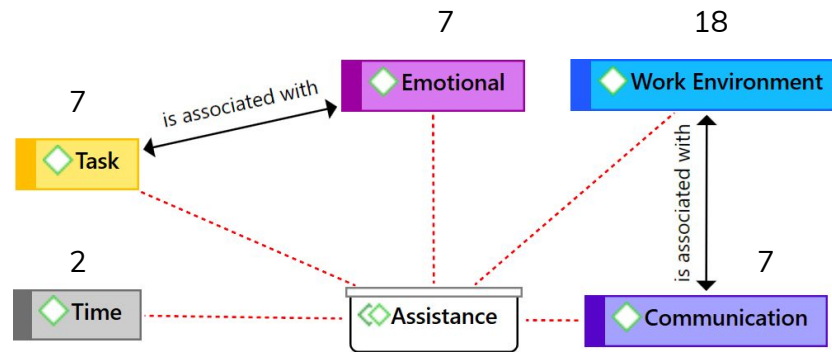 7
18
Emotional
Work Environment
is associated with
7
Task
is associated with
2
7
Time
Assistance
Communication